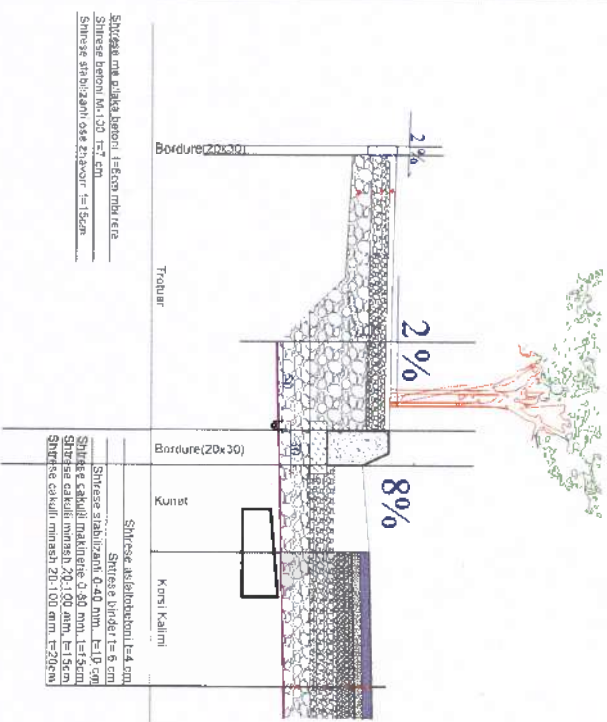 2%
2%
8%
Bordure(20x30)
Trotuar
Bordure(20x30)
Kunet
Korsi Kalimi
Shtrese me pllaka betoni t=6cm mbi rere
Shtrese betoni M-100 t=7 cm
Shtrese stabilizanti ose zhavorr t=15cm
Shtrese asfaltobetoni t=4 cm
Shtrese binder t= 6 cm
Shtrese stabilizanti 0-40 mm, t=10 cm
Shtrese cakulli makinerie 0-60 mm, t=15cm
Shtrese cakulli minash 20-100 mm, t=15cm
Shtrese cakulli minash 20-100 mm, t=20cm